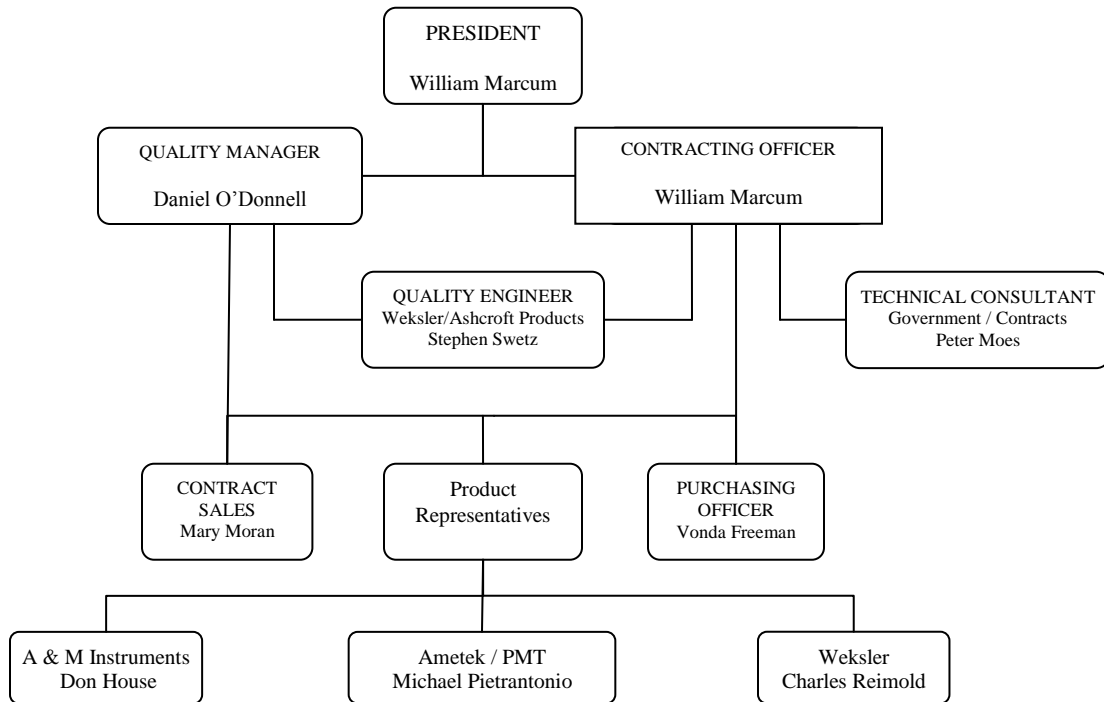 PRESIDENT
William Marcum
QUALITY MANAGER
Daniel O’Donnell
CONTRACTING OFFICER
William Marcum
QUALITY ENGINEER
Weksler/Ashcroft Products
Stephen Swetz
TECHNICAL CONSULTANT
Government / Contracts
Peter Moes
CONTRACT
SALES
Mary Moran
Product
Representatives
PURCHASING
OFFICER
Vonda Freeman
A & M Instruments
Don House
Ametek / PMT
Michael Pietrantonio
Weksler
Charles Reimold